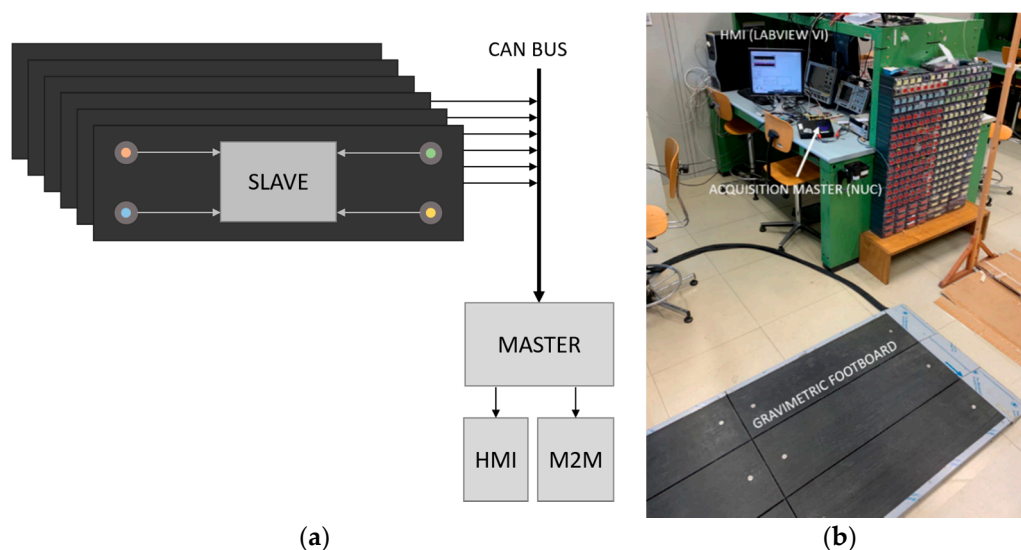 CAN BUS
SLAVE
MASTER
HMI
M2M
(a)
HMI (LABVIEW VI)
ACQUISITION MASTER (NUC)
GRAVIMETRIC FOOTBOARD
(b)